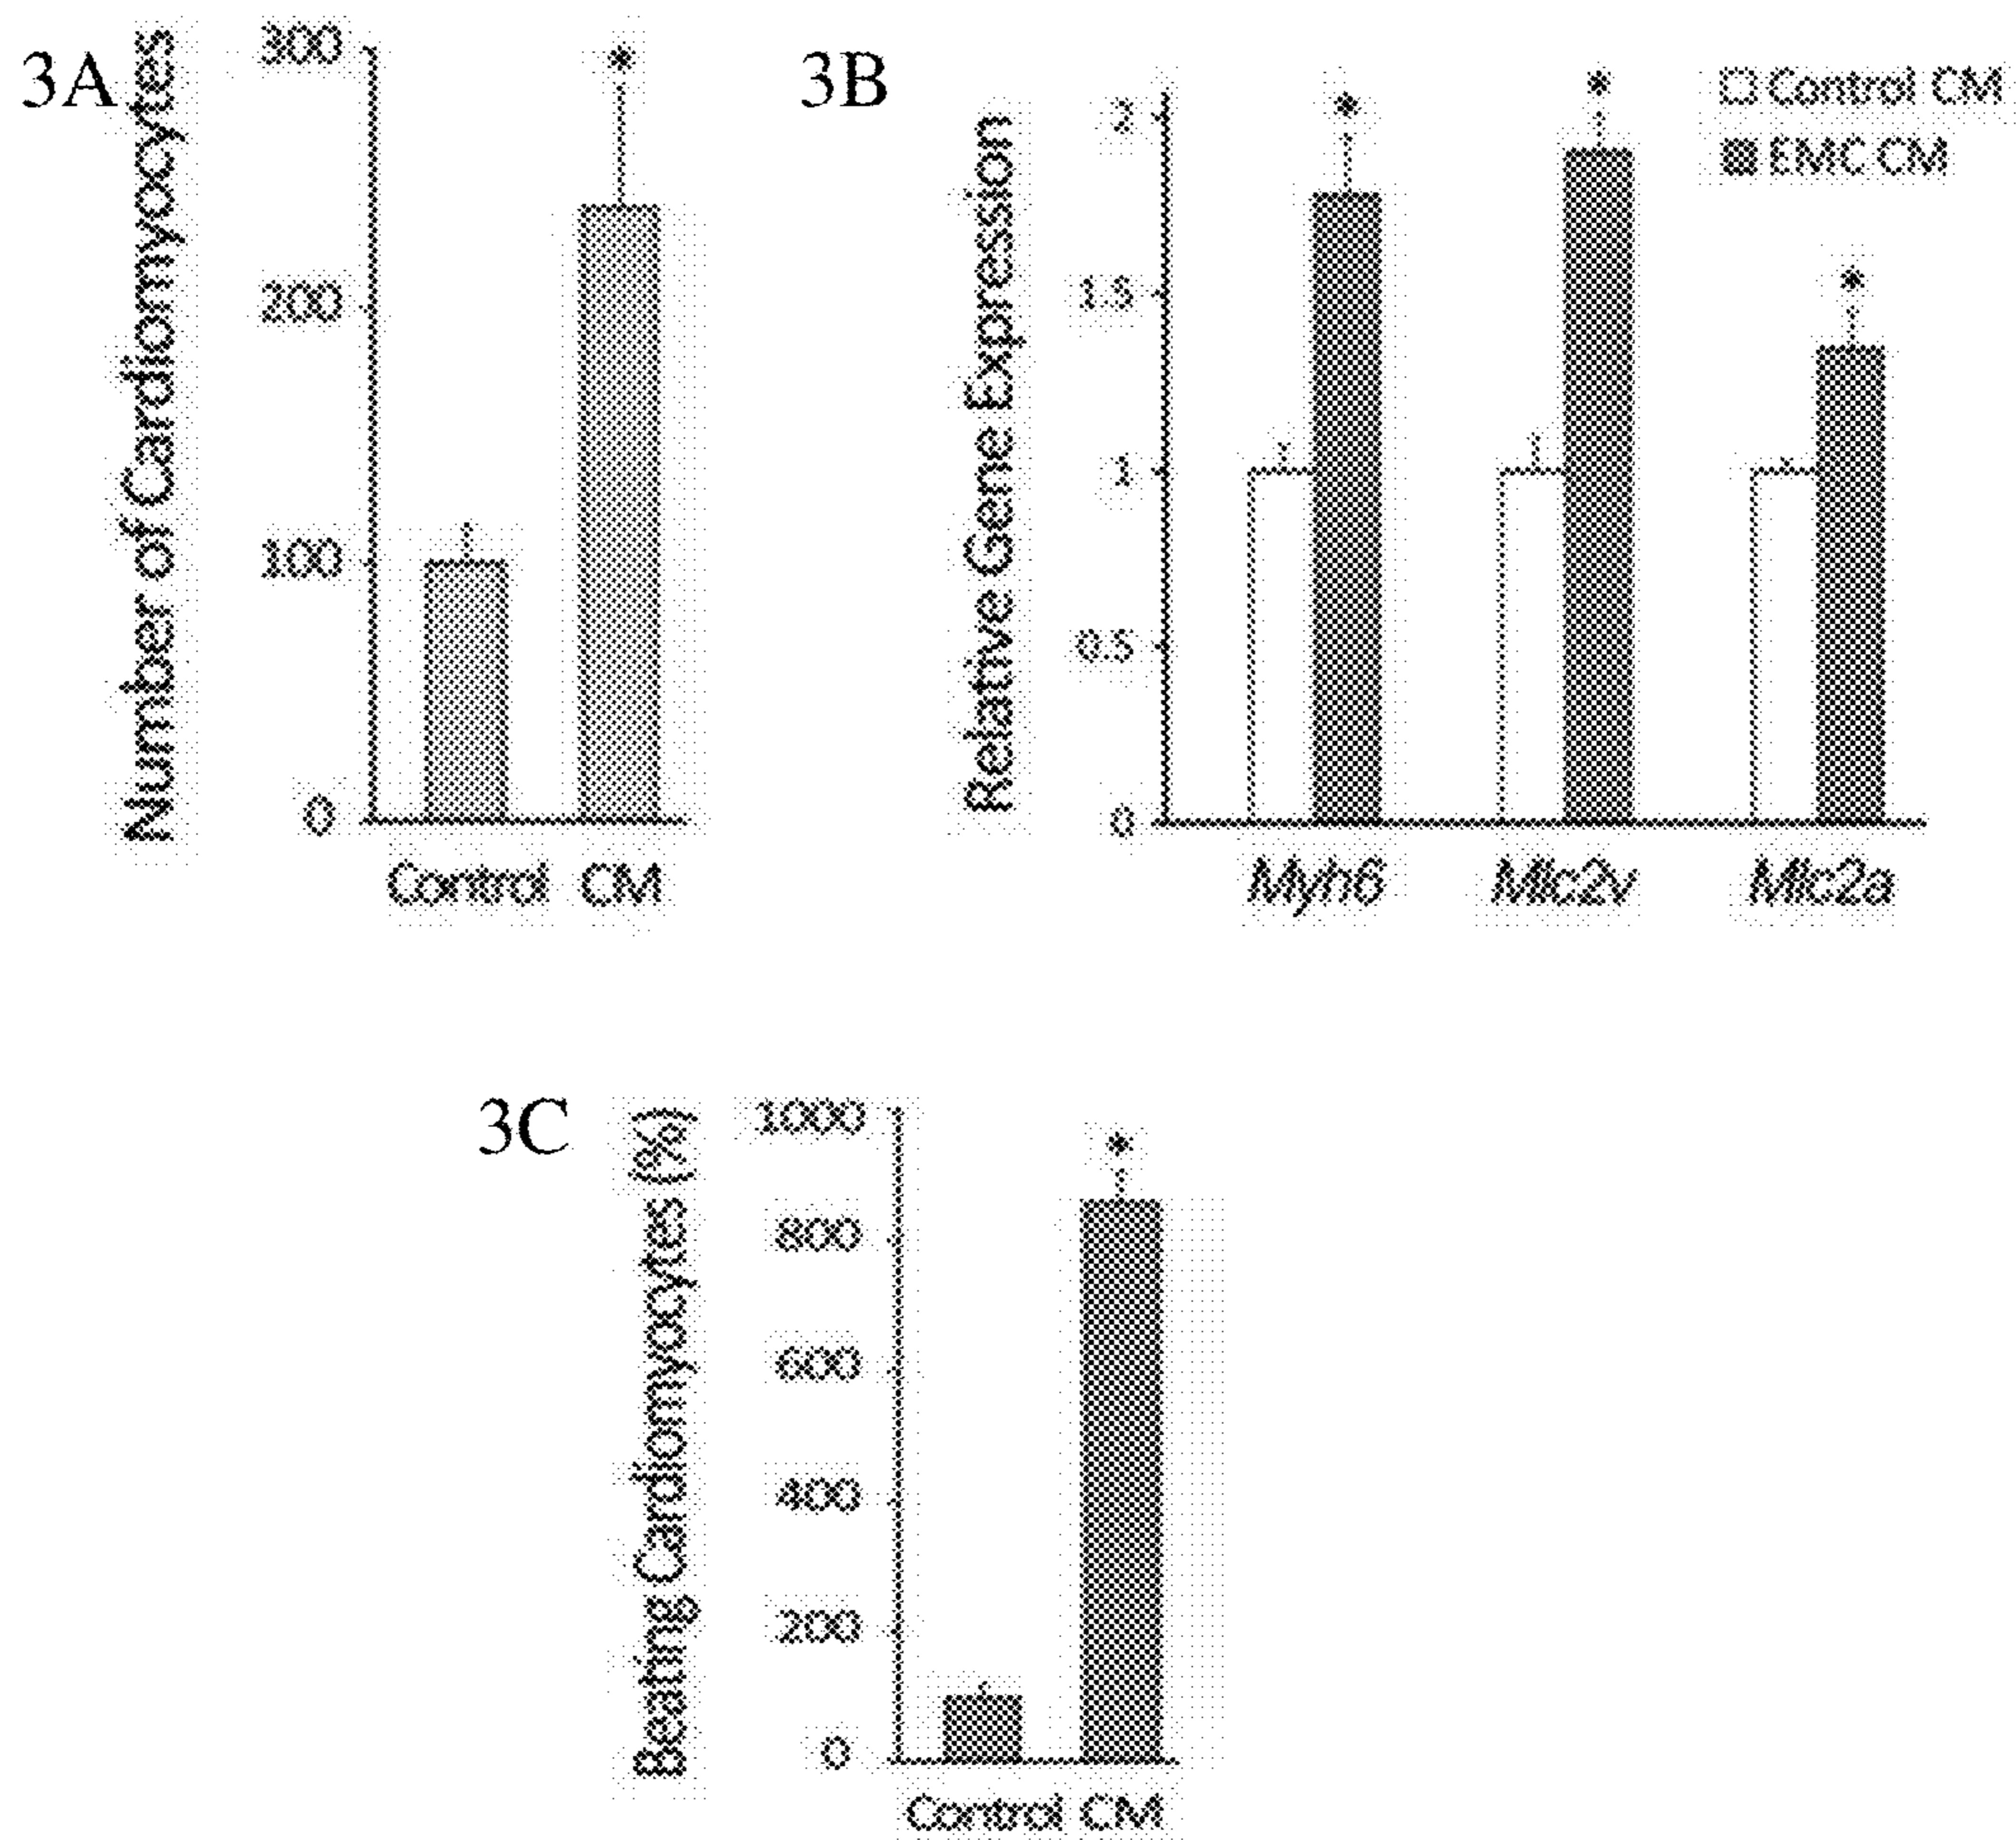 3A
Number of Cardiomyocytes
300
*
200
100
0
Control CM
3B
Relative Gene Expression
2
1.5
1
0.5
0
*
*
*
Control CM
EMC CM
Myh6 Mlc2v Mlc2a
3C
Beating Cardiomyocytes (%)
1000
*
800
600
400
200
0
Control CM